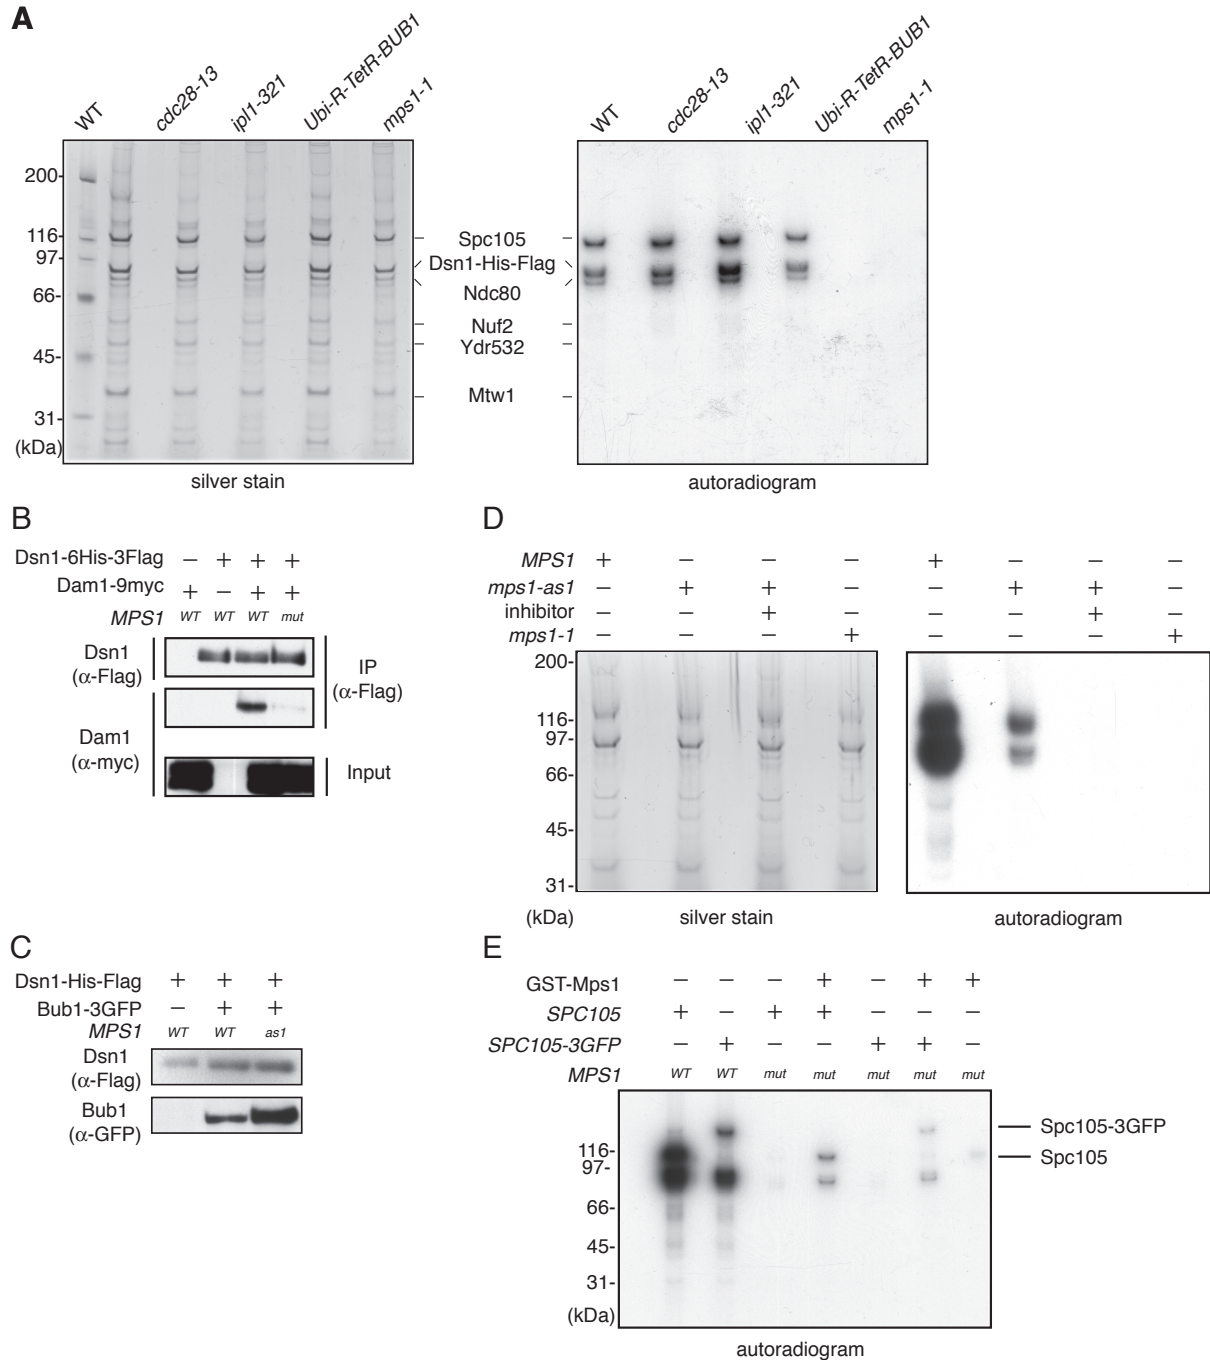 A
WT
cdc28-13
ipl1-321
Ubi-R-TetR-BUB1
mps1-1
WT
cdc28-13
ipl1-321
Ubi-R-TetR-BUB1
mps1-1
200-
116-
97-
66-
45-
31-
(kDa)
Spc105
Dsn1-His-Flag
Ndc80
Nuf2
Ydr532
Mtw1
silver stain
autoradiogram
B
Dsn1-6His-3Flag − + + +
Dam1-9myc + − + +
MPS1 WT WT WT mut
Dsn1
(α-Flag)
Dam1
(α-myc)
IP
(α-Flag)
Input
C
Dsn1-His-Flag + + +
Bub1-3GFP − + +
MPS1 WT WT as1
Dsn1
(α-Flag)
Bub1
(α-GFP)
D
MPS1 + − − − + − − −
mps1-as1 − + + − − + + −
inhibitor − − + − − − + −
mps1-1 − − − + − − − +
200-
116-
97-
66-
45-
31-
(kDa)
silver stain
autoradiogram
E
GST-Mps1 − − − + − + +
SPC105 + − + + − − −
SPC105-3GFP − + − − + + −
MPS1 WT WT mut mut mut mut mut
116-
97-
66-
45-
31-
(kDa)
Spc105-3GFP
Spc105
autoradiogram